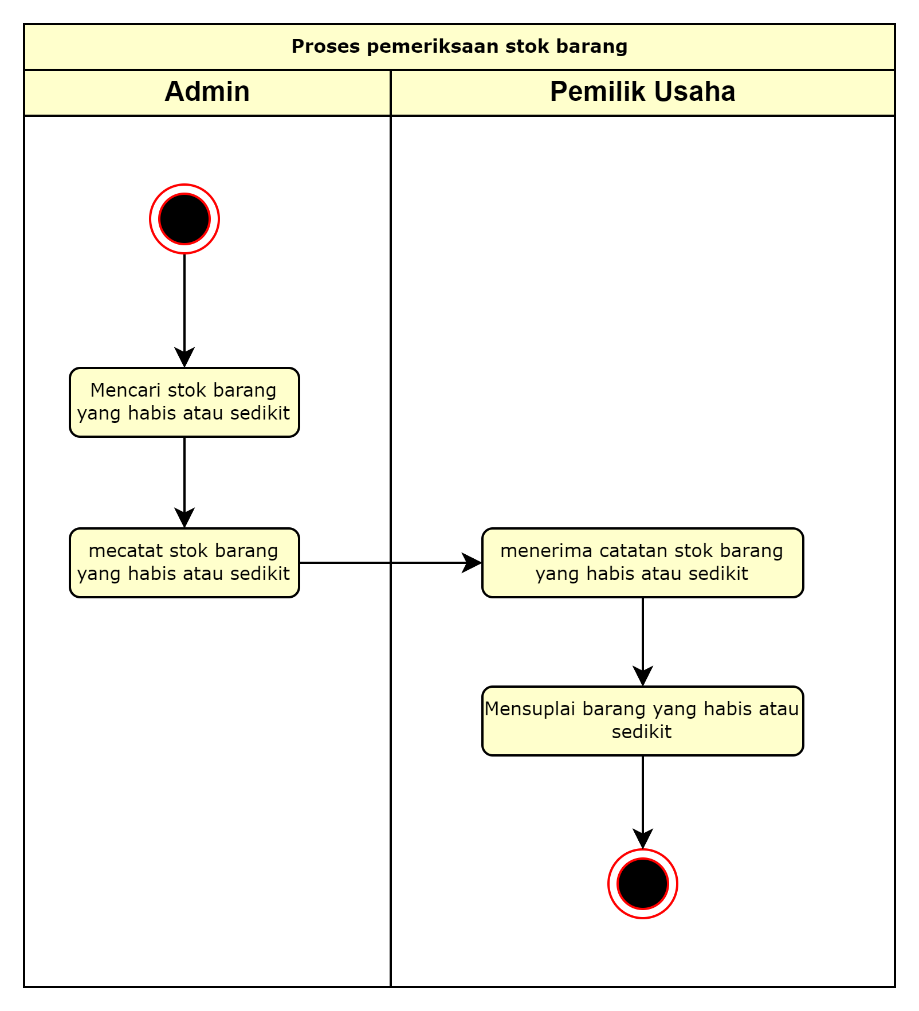 Proses pemeriksaan stok barang
Admin
Pemilik Usaha
Mencari stok barang
yang habis atau sedikit
mecatat stok barang
yang habis atau sedikit
menerima catatan stok barang
yang habis atau sedikit
Mensuplai barang yang habis atau
sedikit